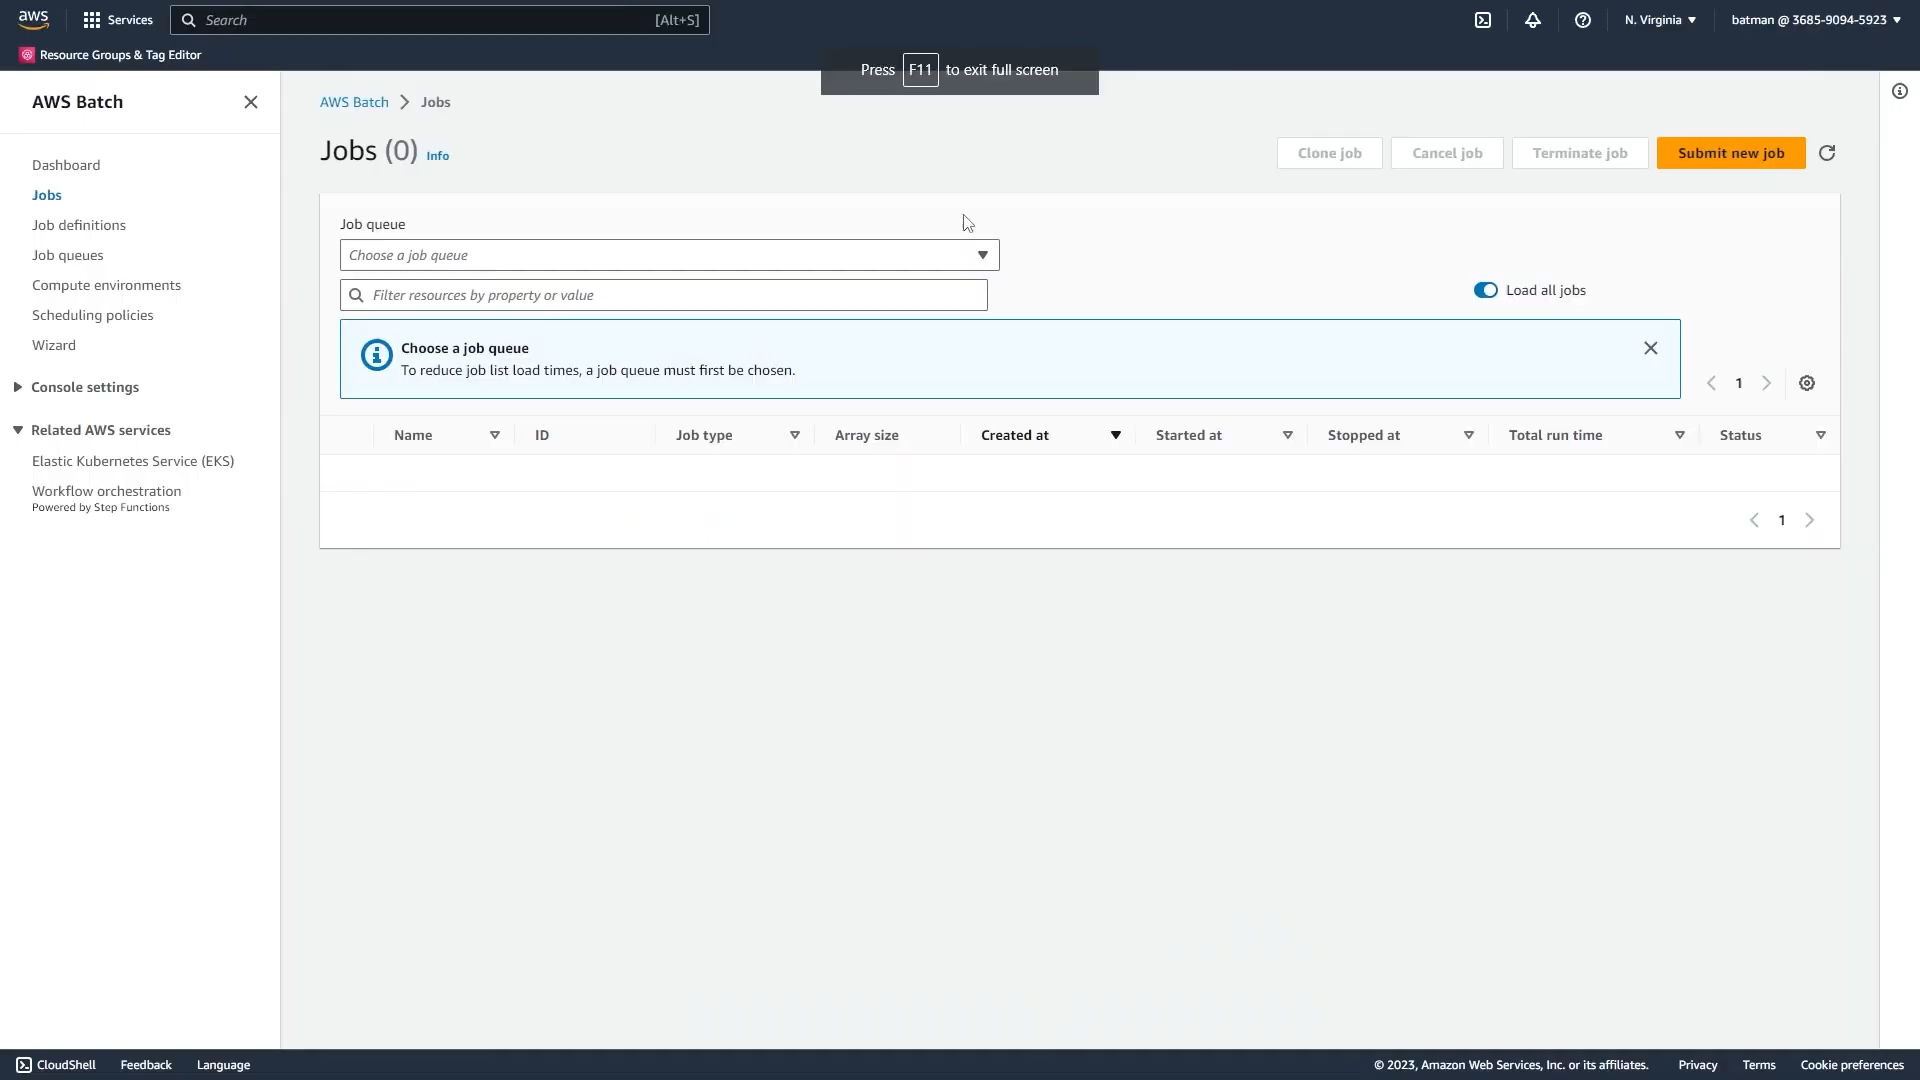 aws
Services
Search
[Alt+S]
N. Virginia
batman @ 3685-9094-5923
Resource Groups & Tag Editor
Press F11 to exit full screen
AWS Batch
Dashboard
Jobs
Job definitions
Job queues
Compute environments
Scheduling policies
Wizard
Console settings
Related AWS services
Elastic Kubernetes Service (EKS)
Workflow orchestration
Powered by Step Functions
AWS Batch
Jobs
Jobs (0) Info
Clone job
Cancel job
Terminate job
Submit new job
Job queue
Choose a job queue
Filter resources by property or value
Load all jobs
Choose a job queue
To reduce job list load times, a job queue must first be chosen.
1
Name
ID
Job type
Array size
Created at
Started at
Stopped at
Total run time
Status
1
CloudShell
Feedback
Language
© 2023, Amazon Web Services, Inc. or its affiliates.
Privacy
Terms
Cookie preferences